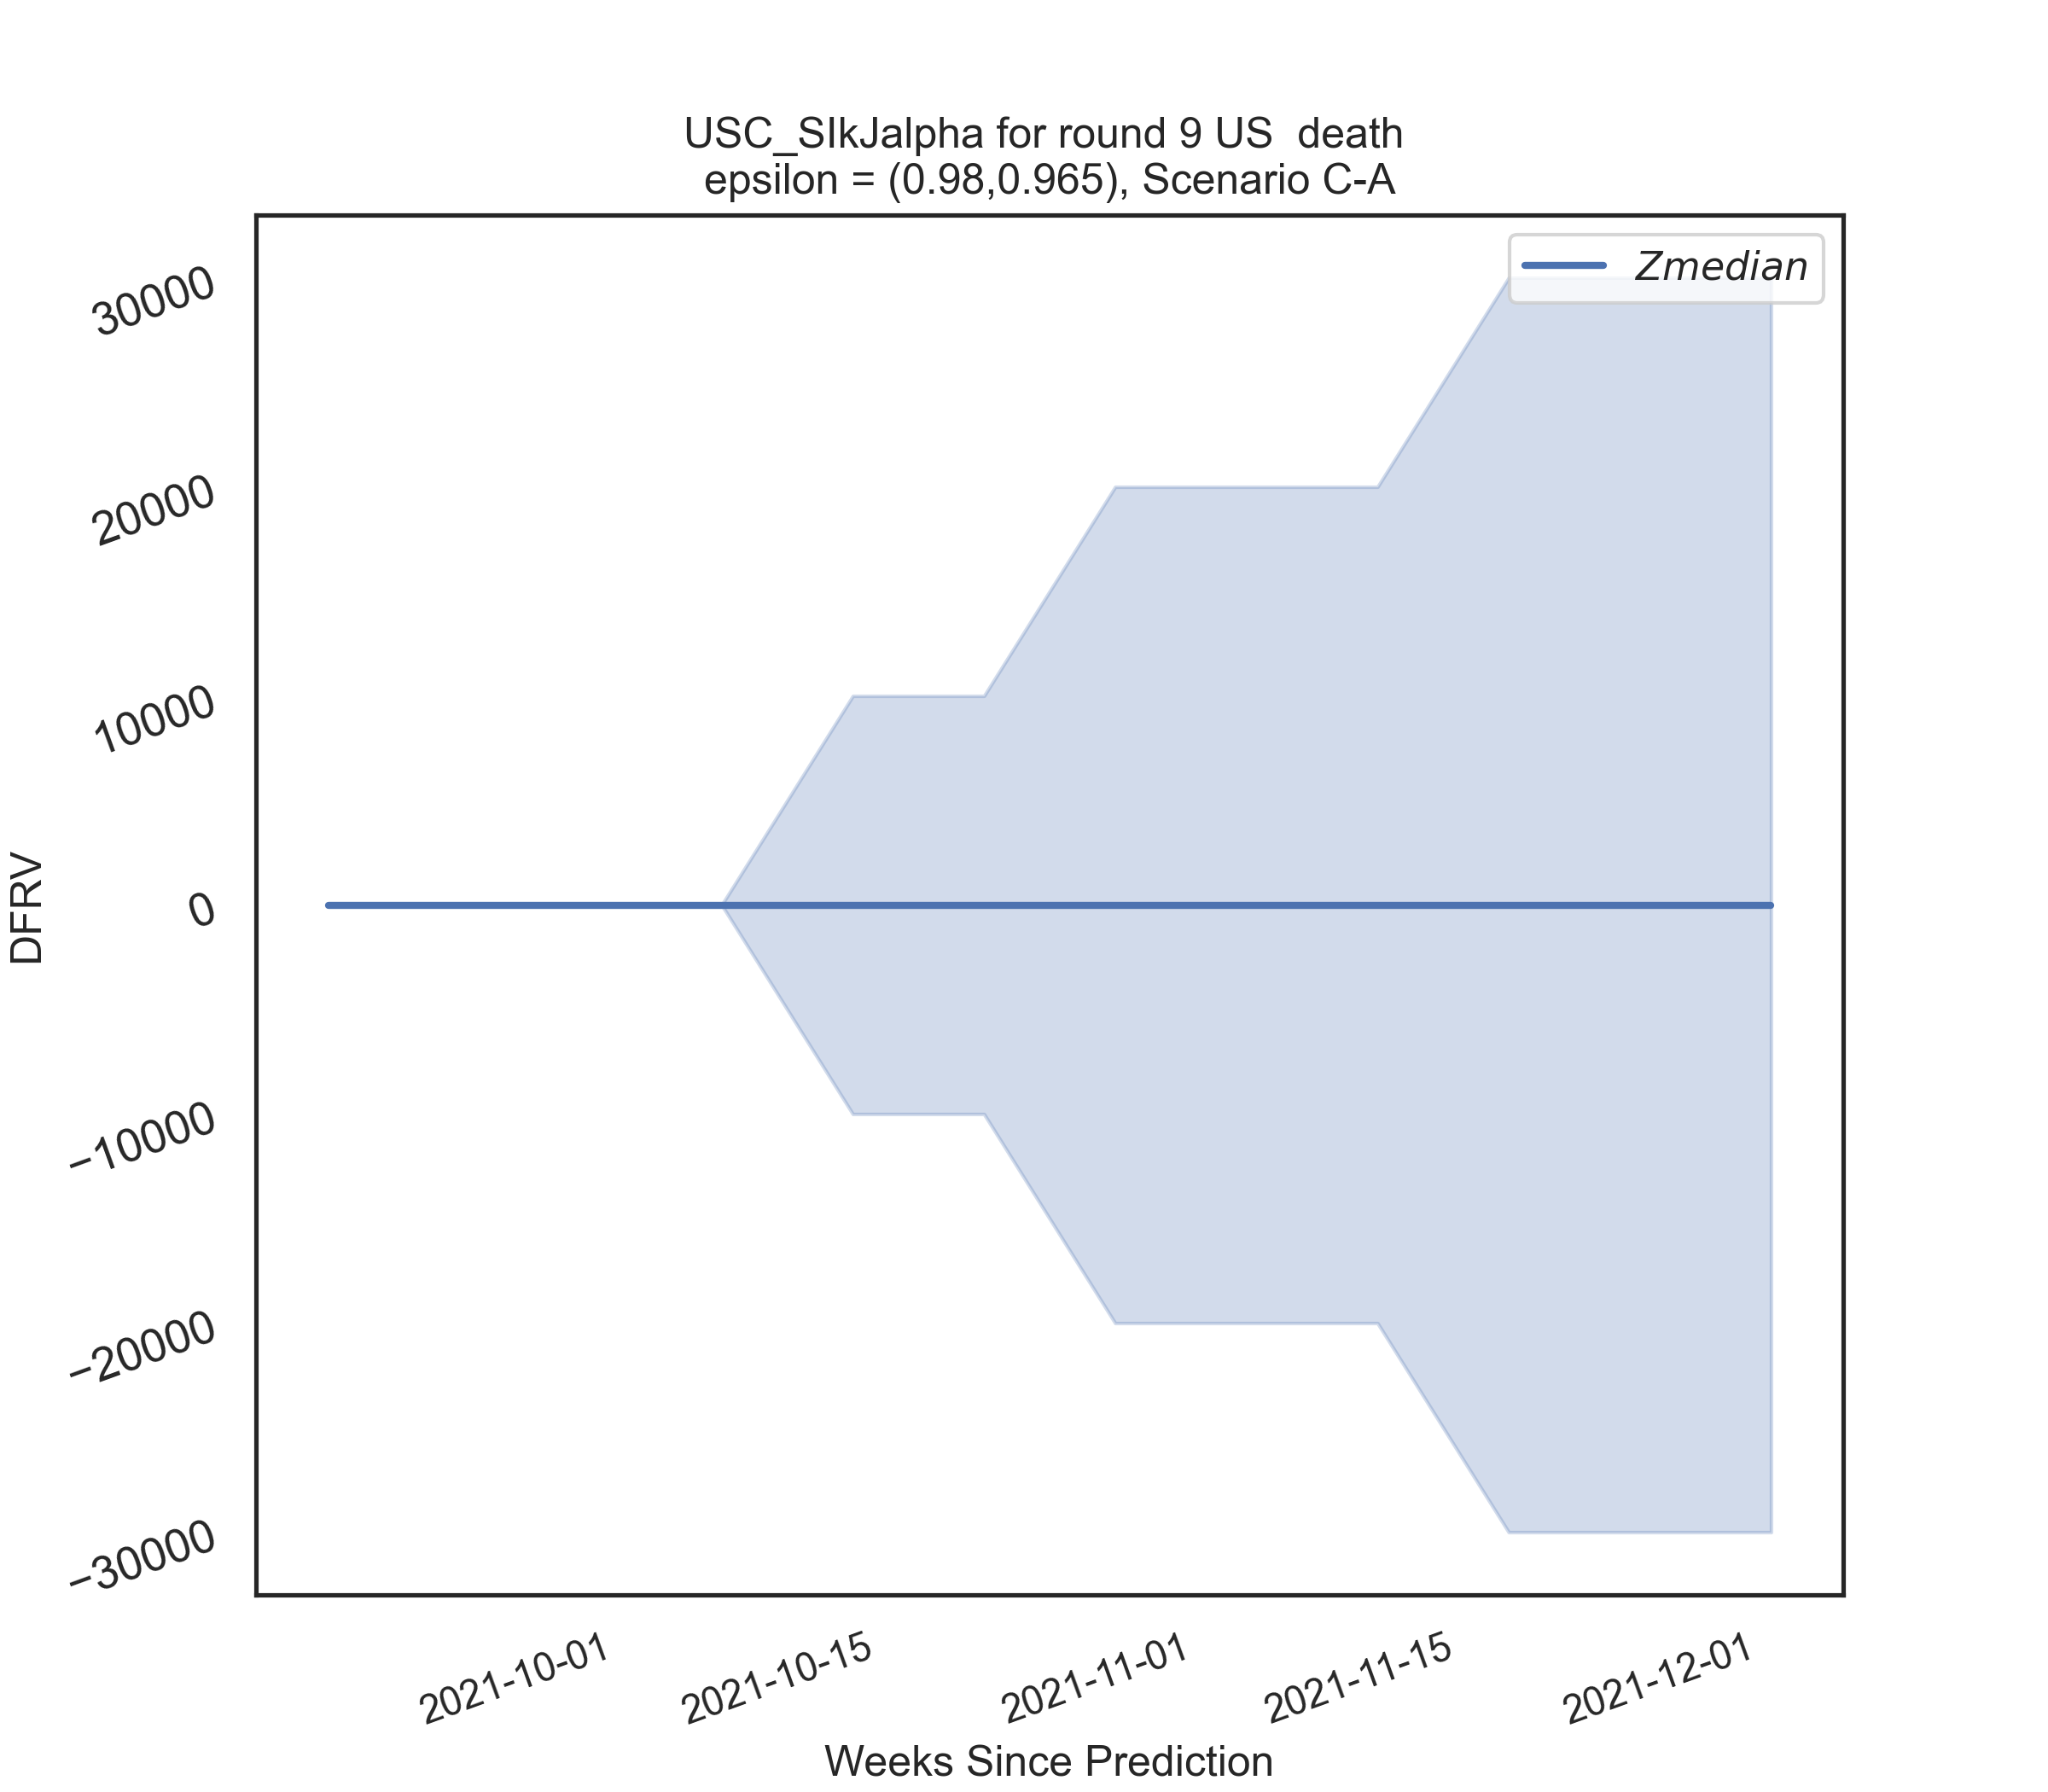 USC_SIkJalpha for round 9 US  death
epsilon = (0.98,0.965), Scenario C-A
Zmedian
30000
20000
10000
0
−10000
−20000
−30000
DFRV
2021-10-01
2021-10-15
2021-11-01
2021-11-15
2021-12-01
Weeks Since Prediction